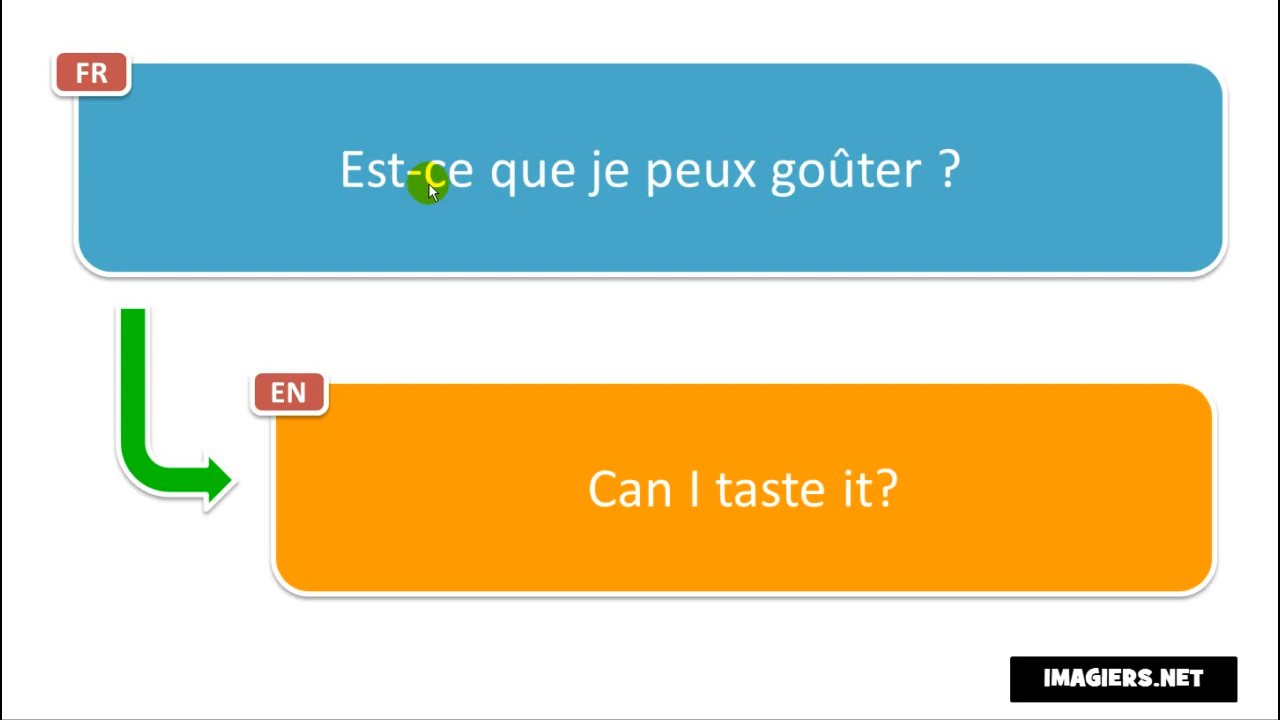 FR
Est-ce que je peux goûter ?
EN
Can I taste it?
IMAGIERS.NET